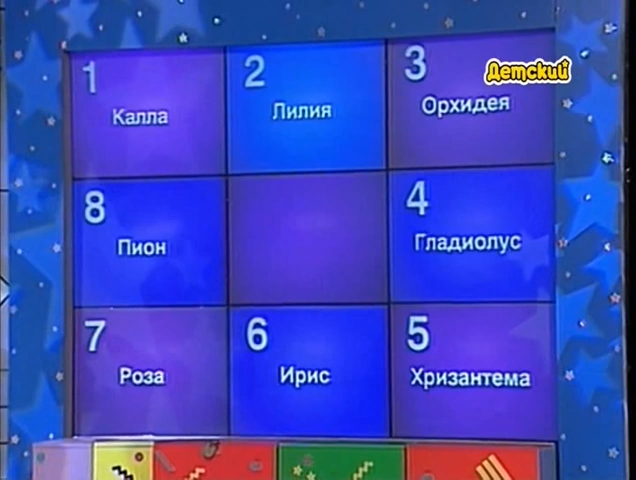 1
Калла
2
Лилия
3
Орхидея
Детский
8
Пион
4
Гладиолус
7
Роза
6
Ирис
5
Хризантема